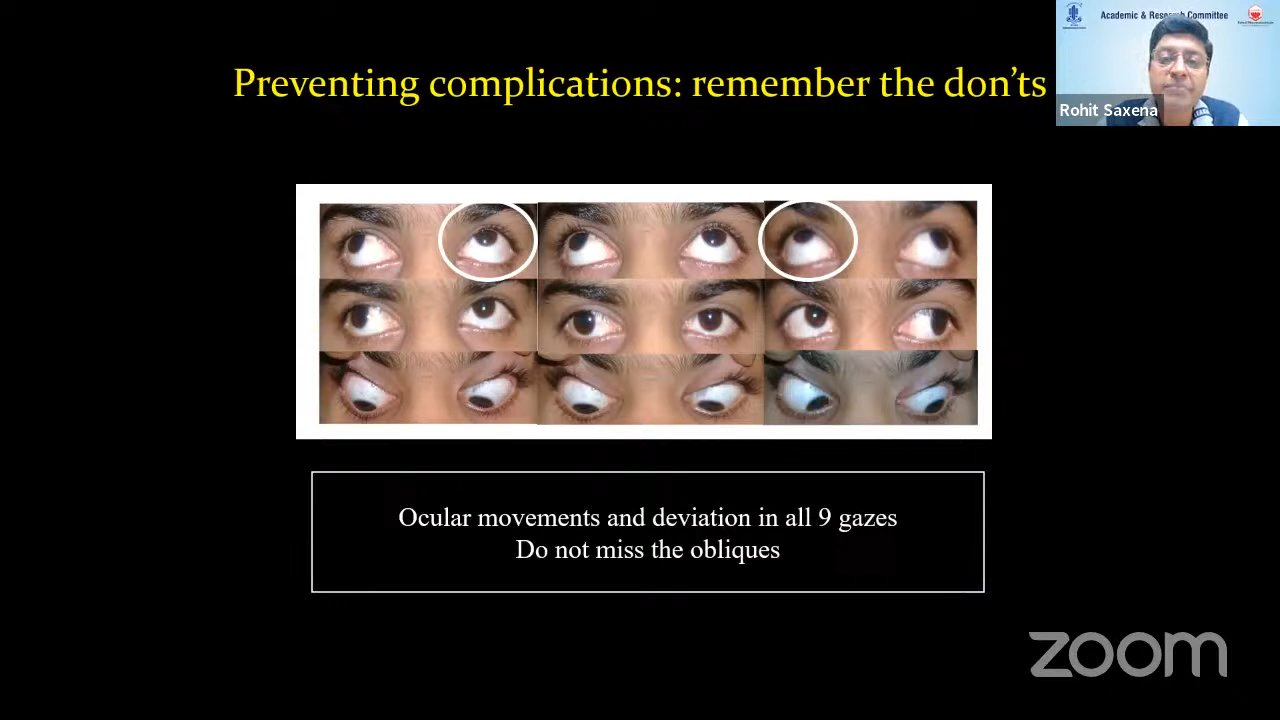 Academic & Research Committee
Preventing complications: remember the don'ts
Rohit Saxena
Ocular movements and deviation in all 9 gazes
Do not miss the obliques
zoom